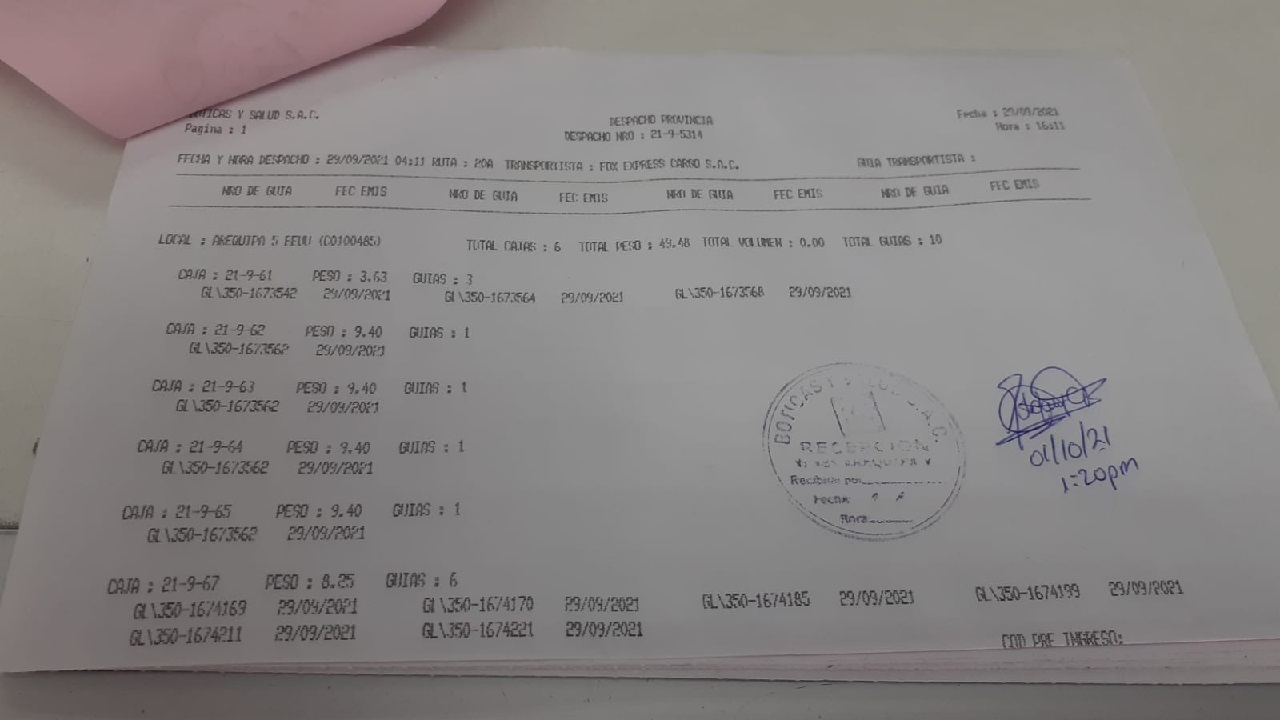 BOTICAS Y SALUD S.A.C.
Pagina : 1
DESPACHO PROVINCIA
DESPACHO NRO : 21-9-5314
Fecha : 29/09/2021
Hora : 16:11
FECHA Y HORA DESPACHO : 29/09/2021 04:11 RUTA : 20A TRANSPORTISTA : FOX EXPRESS CARGO S.A.C. GUIA TRANSPORTISTA :
NRO DE GUIA FEC EMIS NRO DE GUIA FEC EMIS NRO DE GUIA FEC EMIS NRO DE GUIA FEC EMIS
LOCAL : AREQUIPA 5 EEUU (C0100485) TOTAL CAJAS : 6 TOTAL PESO : 49.48 TOTAL VOLUMEN : 0.00 TOTAL GUIAS : 10
CAJA : 21-9-61 PESO : 3.63 GUIAS : 3
GL\350-1673542 29/09/2021 GL\350-1673564 29/09/2021 GL\350-1673568 29/09/2021
CAJA : 21-9-62 PESO : 9.40 GUIAS : 1
GL\350-1673562 29/09/2021
CAJA : 21-9-63 PESO : 9.40 GUIAS : 1
GL\350-1673562 29/09/2021
CAJA : 21-9-64 PESO : 9.40 GUIAS : 1
GL\350-1673562 29/09/2021
CAJA : 21-9-65 PESO : 9.40 GUIAS : 1
GL\350-1673562 29/09/2021
CAJA : 21-9-67 PESO : 8.25 GUIAS : 6
GL\350-1674169 29/09/2021 GL\350-1674170 29/09/2021 GL\350-1674185 29/09/2021 GL\350-1674199 29/09/2021
GL\350-1674211 29/09/2021 GL\350-1674221 29/09/2021
COD PRE INGRESO:
BOTICAS Y SALUD S.A.C.
RECEPCION
AREQUIPA V
Recibido por
Fecha
Hora
01/10/21
1:20pm